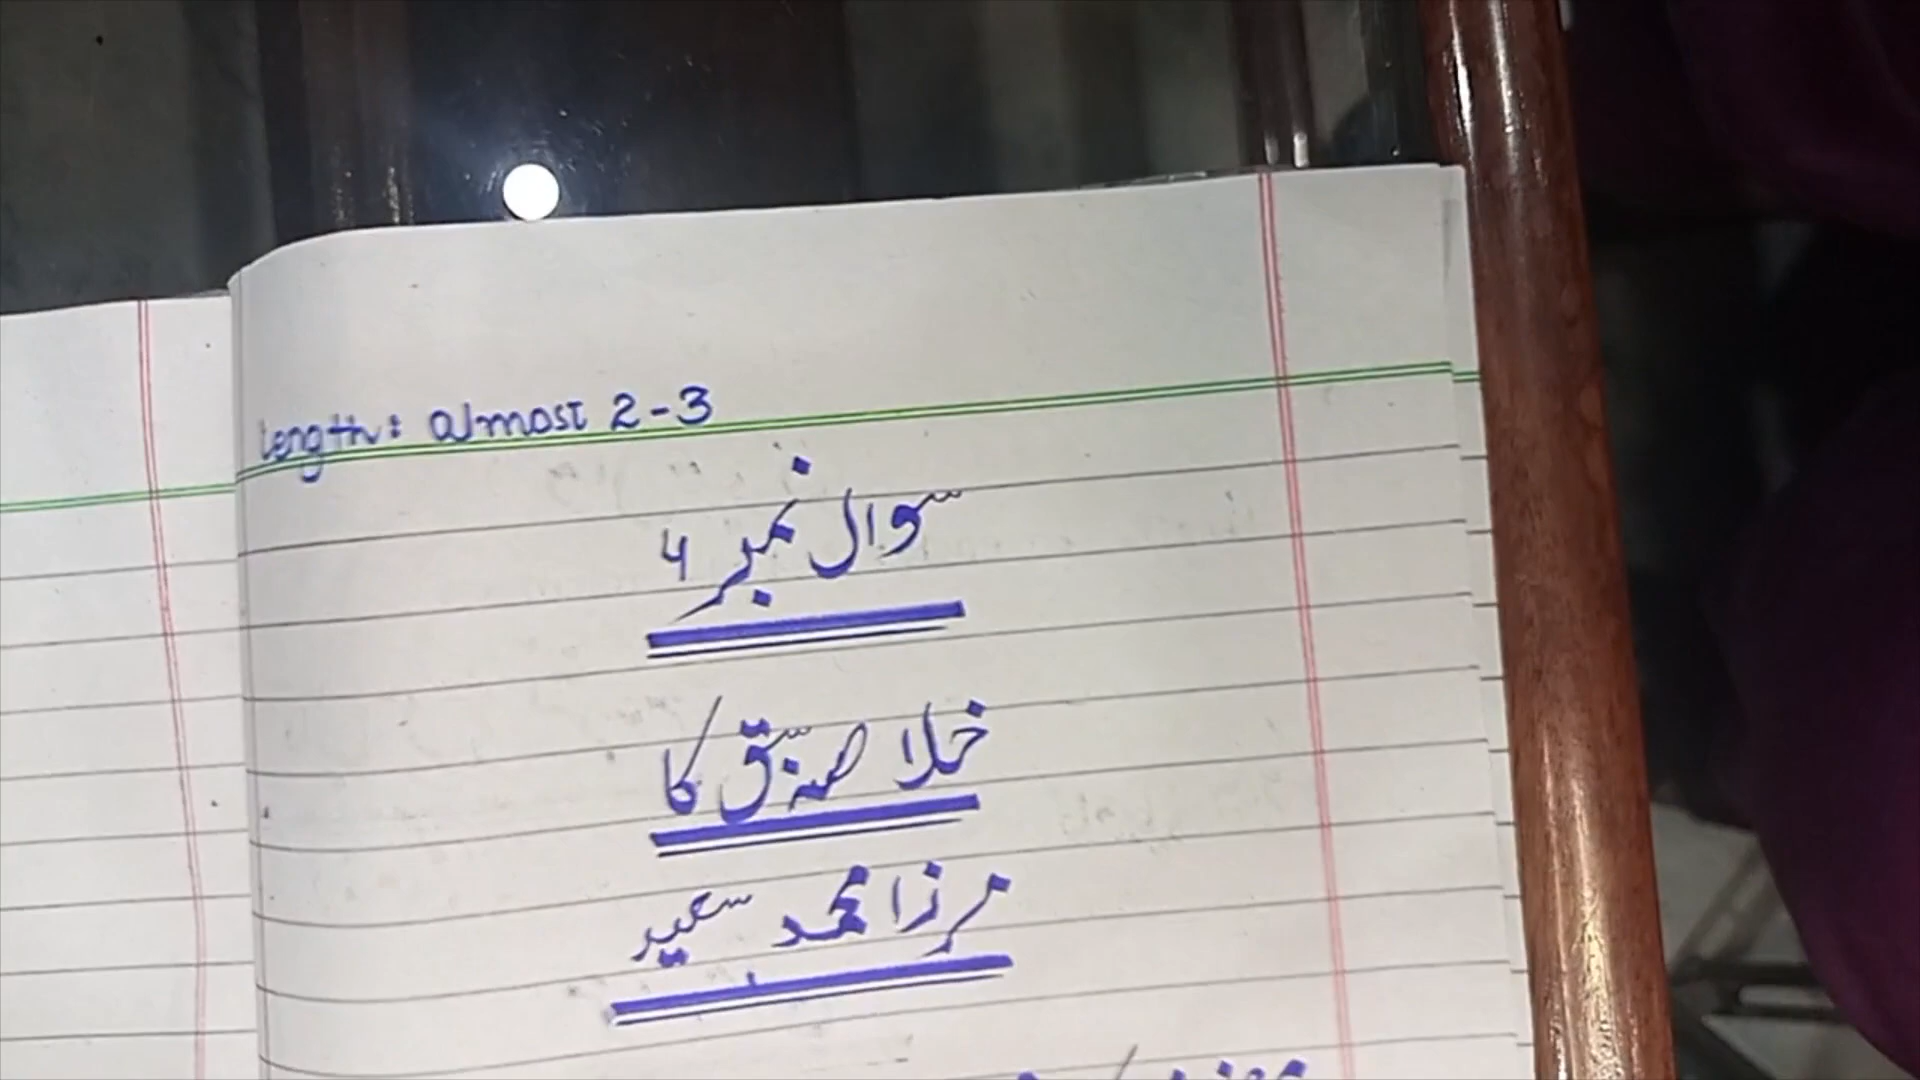 length: almost 2-3
سوال نمبر 4
خلاصہ سبق کا
مرزا محمد سعید